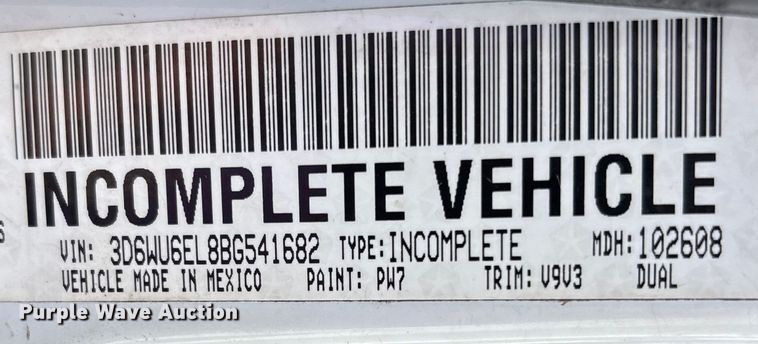 INCOMPLETE VEHICLE
VIN: 3D6WU6EL8BG541682 TYPE: INCOMPLETE MDH: 102608
VEHICLE MADE IN MEXICO PAINT: PW7 TRIM: V9V3 DUAL
Purple Wave Auction